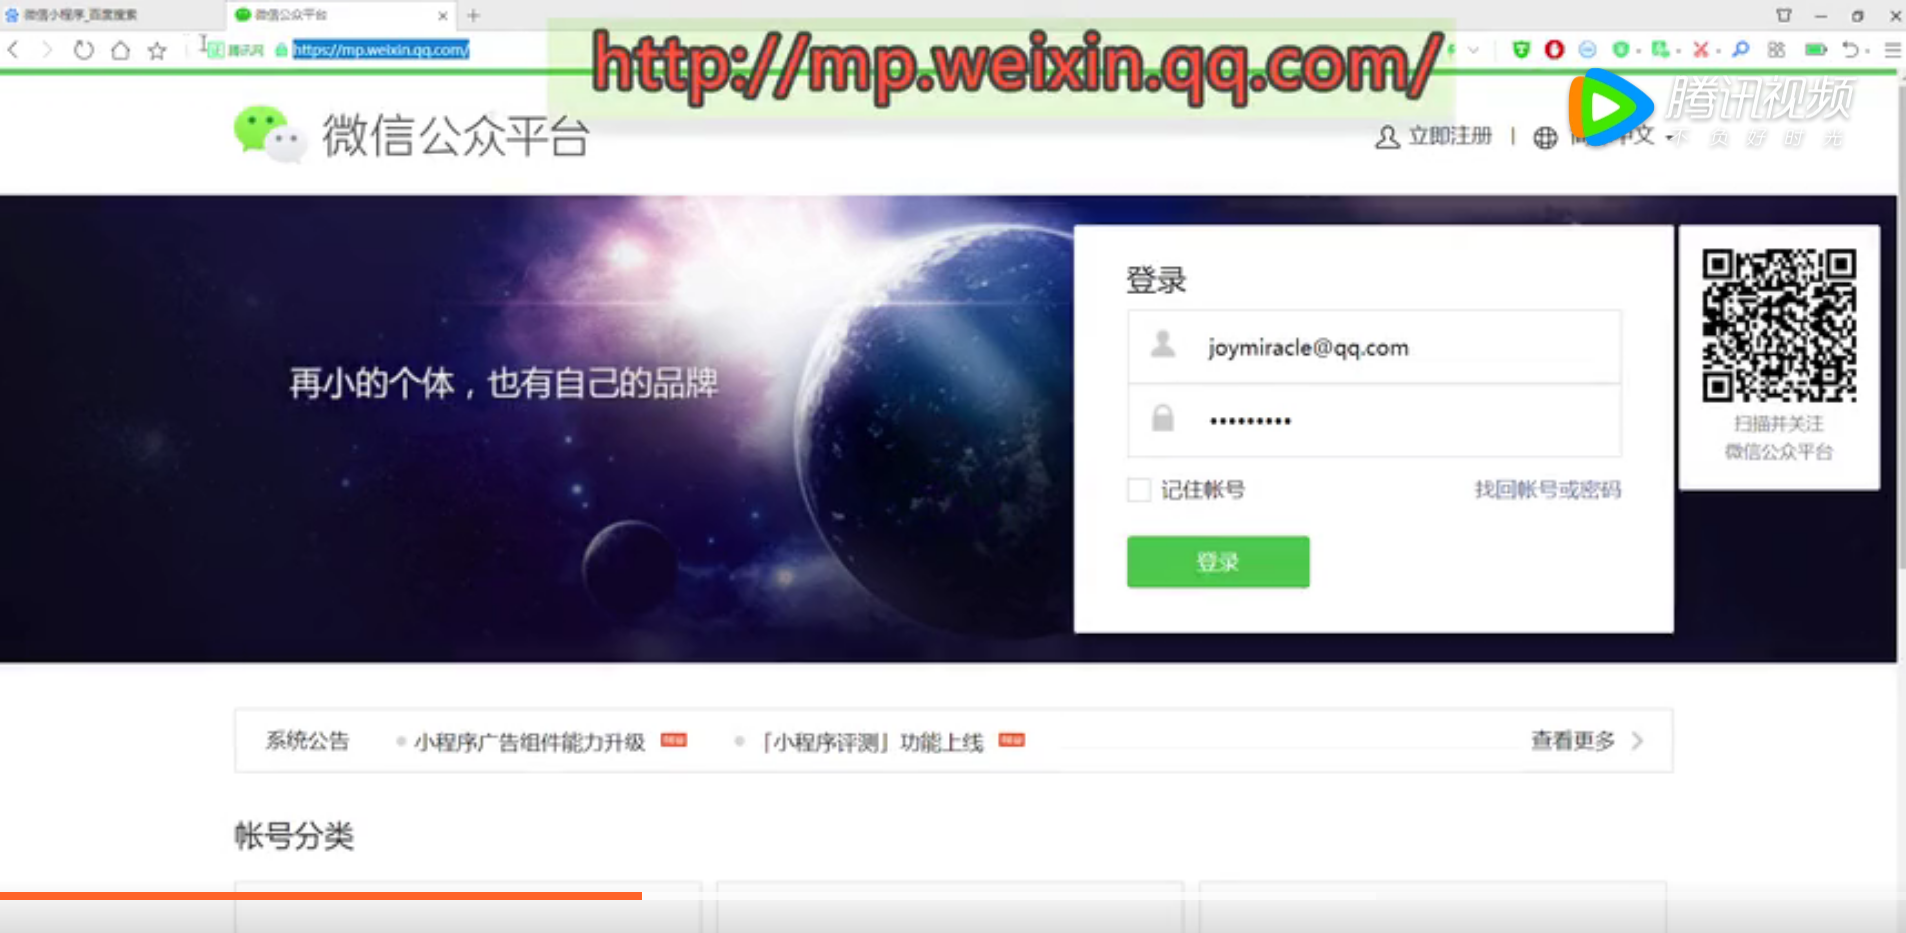 微信小程序_百度搜索
微信公众平台
腾讯网
https://mp.weixin.qq.com/
http://mp.weixin.qq.com/
腾讯视频
不负好时光
微信公众平台
立即注册
中文
登录
joymiracle@qq.com
•••••••••
记住帐号
找回帐号或密码
登录
再小的个体，也有自己的品牌
扫描并关注
微信公众平台
系统公告
小程序广告组件能力升级
「小程序评测」功能上线
查看更多
帐号分类